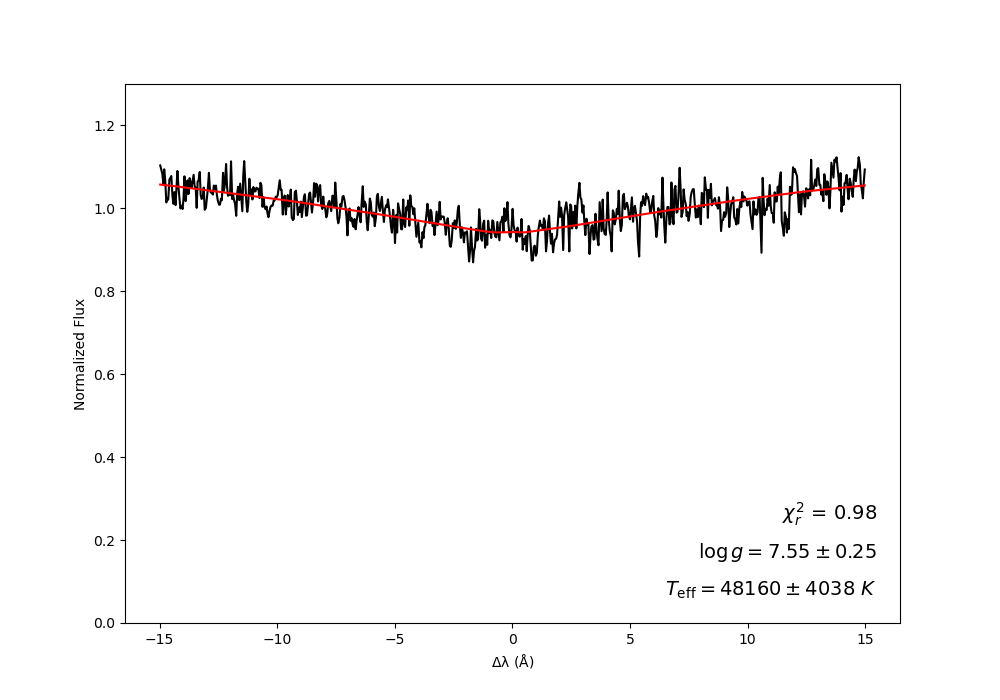 1.2
1.0
0.8
0.6
0.4
0.2
0.0
Normalized Flux
χ²ᵣ = 0.98
log g = 7.55 ± 0.25
T_eff = 48160 ± 4038 K
−15 −10 −5 0 5 10 15
Δλ (Å)